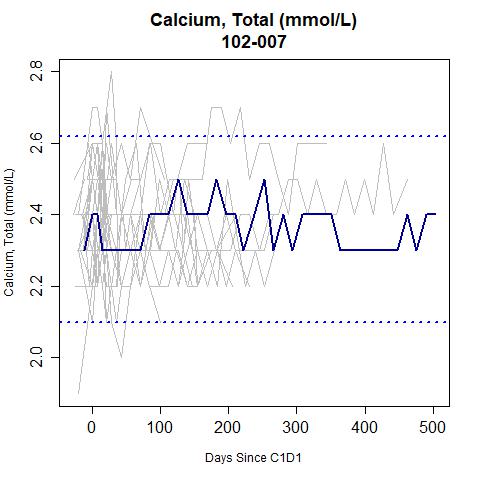 Calcium, Total (mmol/L)
102-007
Calcium, Total (mmol/L)
2.8
2.6
2.4
2.2
2.0
0 100 200 300 400 500
Days Since C1D1